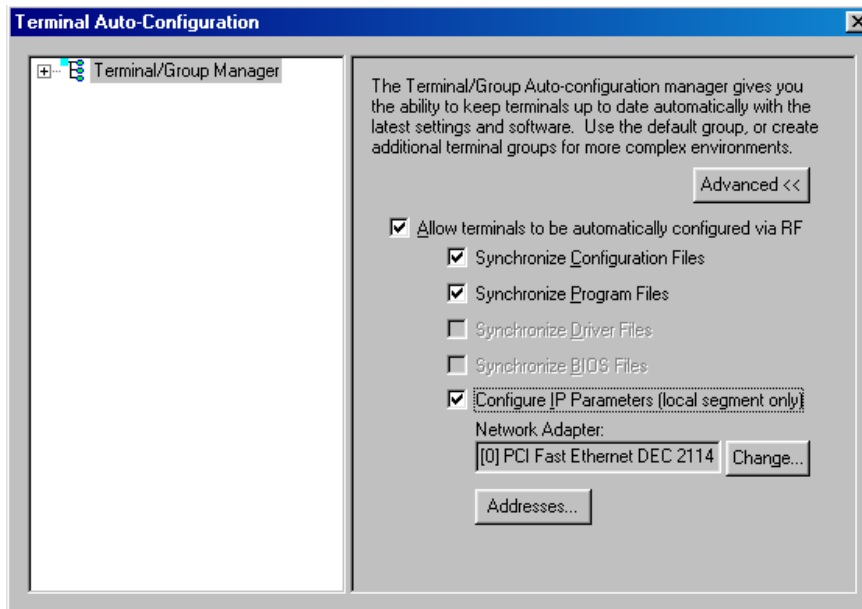 Terminal Auto-Configuration
Terminal/Group Manager
The Terminal/Group Auto-configuration manager gives you
the ability to keep terminals up to date automatically with the
latest settings and software. Use the default group, or create
additional terminal groups for more complex environments.
Advanced <<
Allow terminals to be automatically configured via RF
Synchronize Configuration Files
Synchronize Program Files
Synchronize Driver Files
Synchronize BIOS Files
Configure IP Parameters (local segment only)
Network Adapter:
[0] PCI Fast Ethernet DEC 2114
Change...
Addresses...